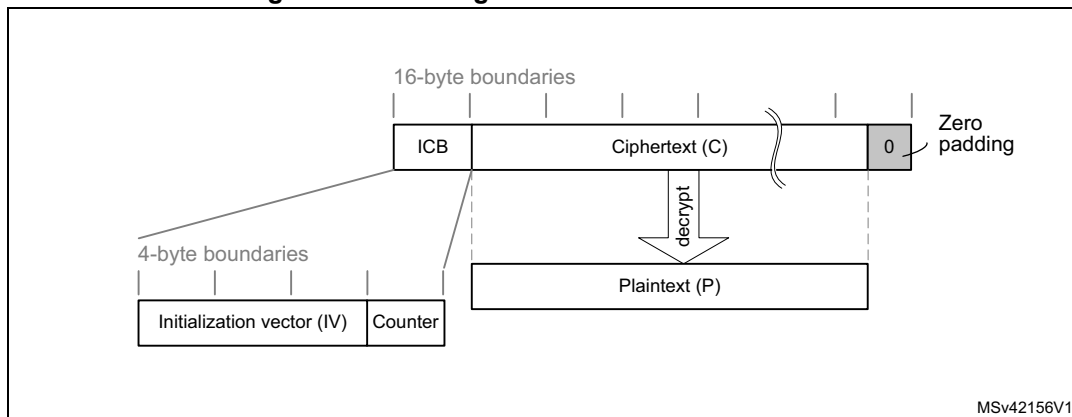 16-byte boundaries
ICB
Ciphertext (C)
0
Zero
padding
decrypt
4-byte boundaries
Plaintext (P)
Initialization vector (IV)
Counter
MSv42156V1